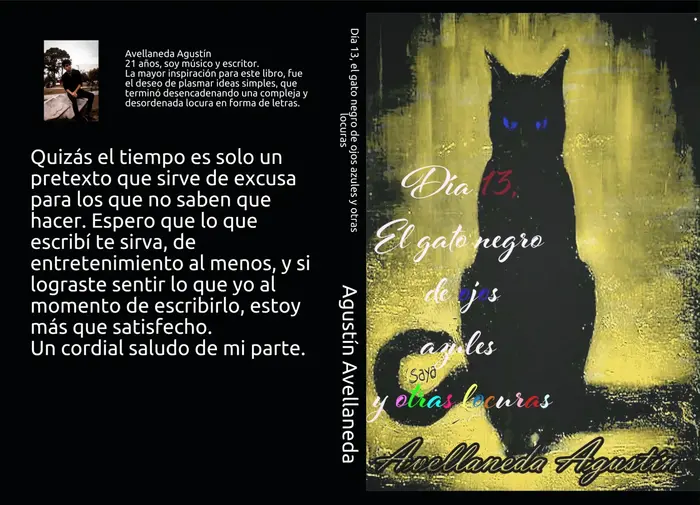 Avellaneda Agustín
21 años, soy músico y escritor.
La mayor inspiración para este libro, fue
el deseo de plasmar ideas simples, que
terminó desencadenando una compleja y
desordenada locura en forma de letras.
Quizás el tiempo es solo un
pretexto que sirve de excusa
para los que no saben que
hacer. Espero que lo que
escribí te sirva, de
entretenimiento al menos, y si
lograste sentir lo que yo al
momento de escribirlo, estoy
más que satisfecho.
Un cordial saludo de mi parte.
Día 13, el gato negro de ojos azules y otras
locuras
Agustín Avellaneda
Día 13,
El gato negro
de ojos
azules
saya
y otras locuras
Avellaneda Agustín